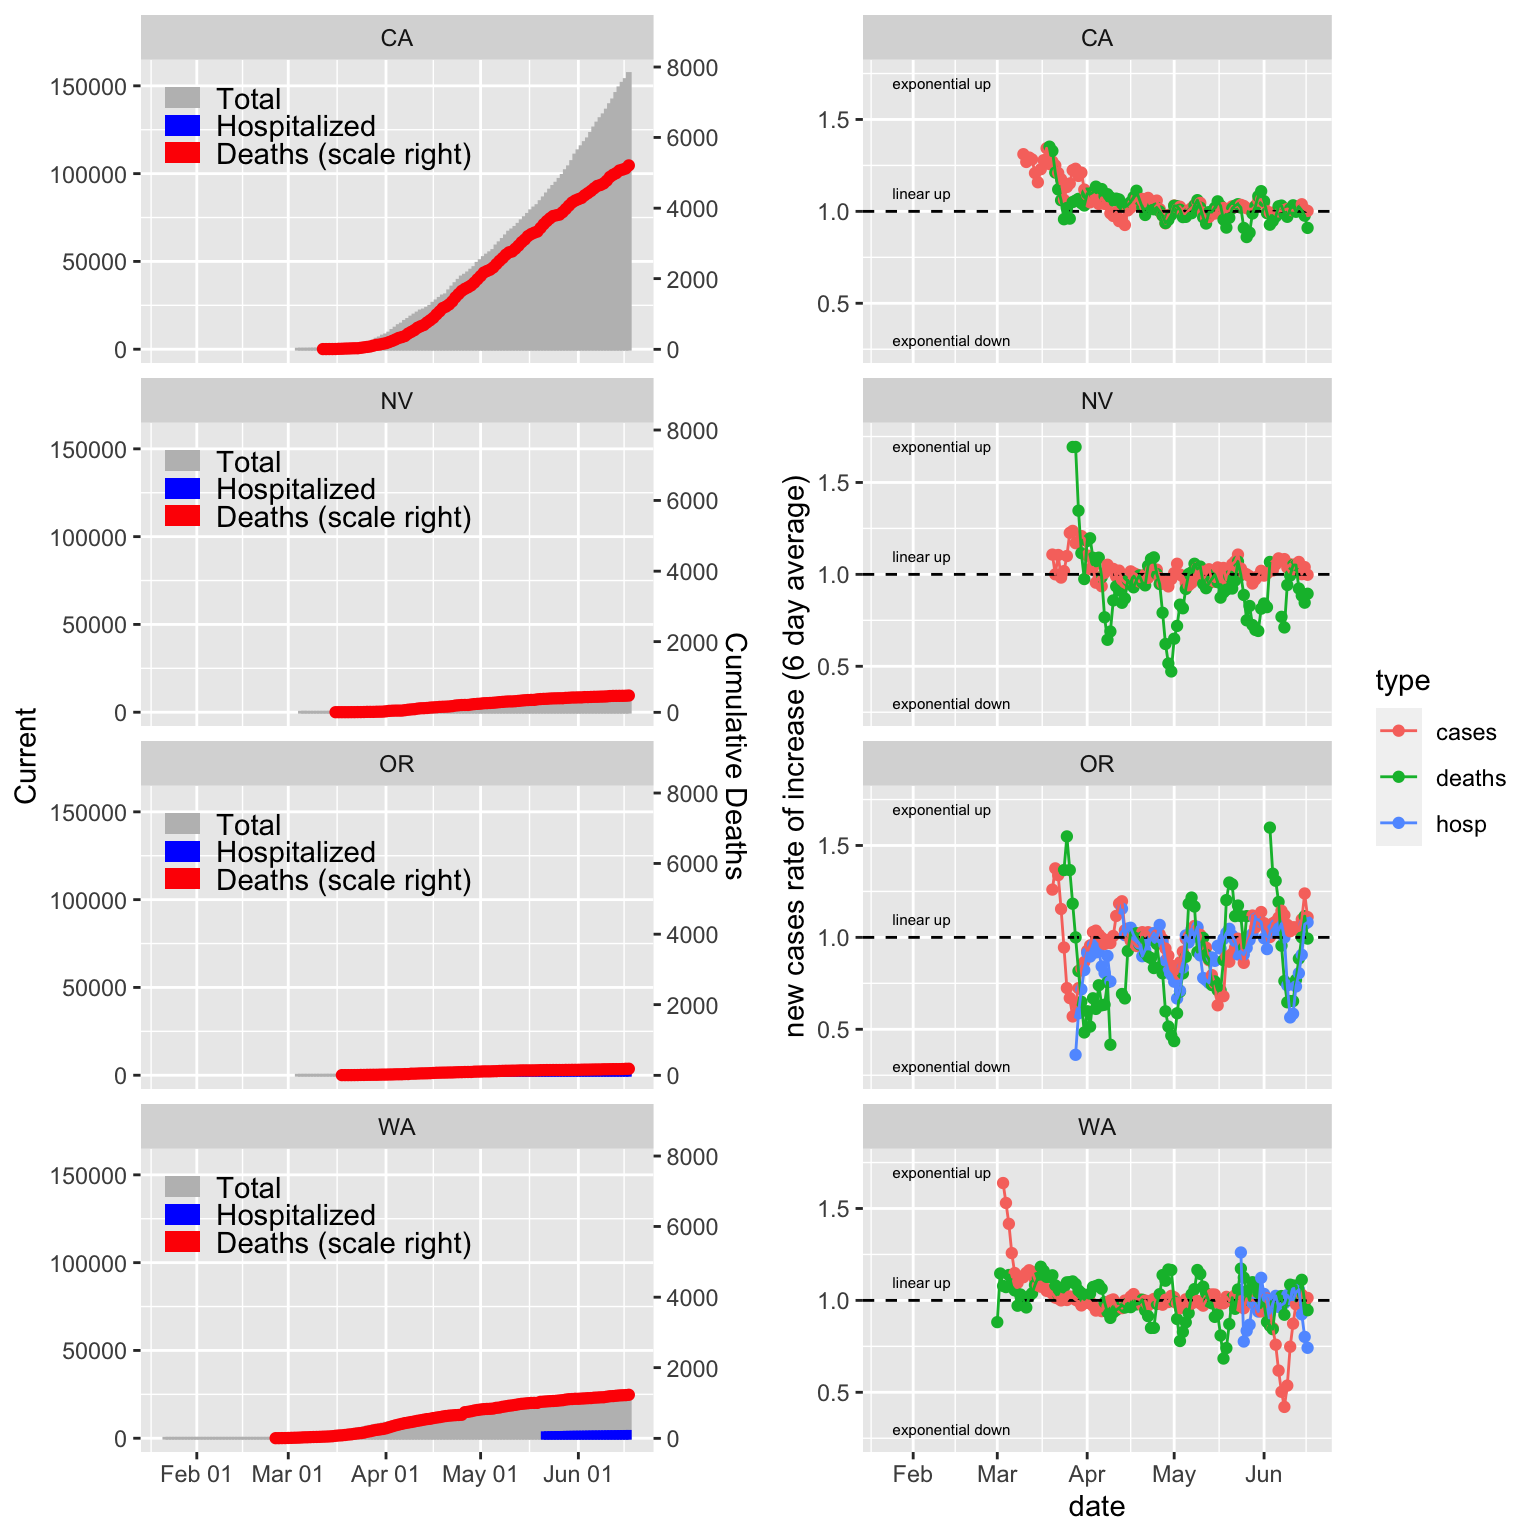 CA
150000
100000
50000
0
8000
6000
4000
2000
0
Total
Hospitalized
Deaths (scale right)
NV
150000
100000
50000
0
8000
6000
4000
2000
0
Total
Hospitalized
Deaths (scale right)
OR
150000
100000
50000
0
8000
6000
4000
2000
0
Total
Hospitalized
Deaths (scale right)
WA
150000
100000
50000
0
8000
6000
4000
2000
0
Total
Hospitalized
Deaths (scale right)
Feb 01 Mar 01 Apr 01 May 01 Jun 01
Current
Cumulative Deaths
new cases rate of increase (6 day average)
CA
1.5
1.0
0.5
exponential up
linear up
exponential down
NV
1.5
1.0
0.5
exponential up
linear up
exponential down
OR
1.5
1.0
0.5
exponential up
linear up
exponential down
WA
1.5
1.0
0.5
exponential up
linear up
exponential down
Feb Mar Apr May Jun
date
type
cases
deaths
hosp